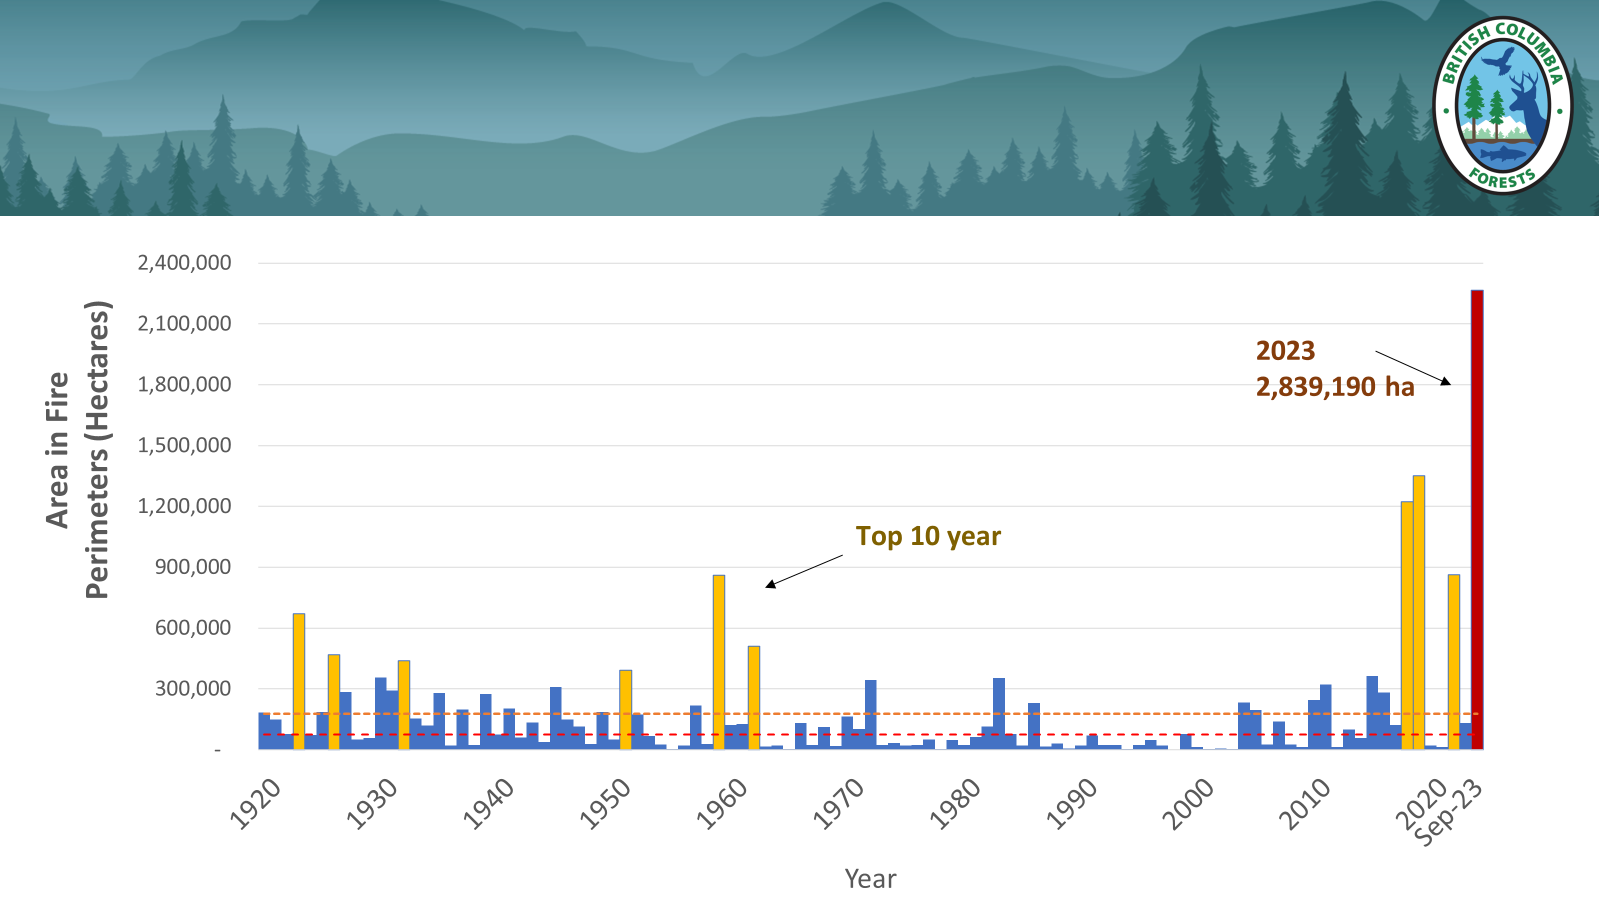 BRITISH COLUMBIA
FORESTS
2,400,000
2,100,000
1,800,000
1,500,000
1,200,000
900,000
600,000
300,000
-
Area in Fire
Perimeters (Hectares)
2023
2,839,190 ha
Top 10 year
1920
1930
1940
1950
1960
1970
1980
1990
2000
2010
2020
Sep-23
Year